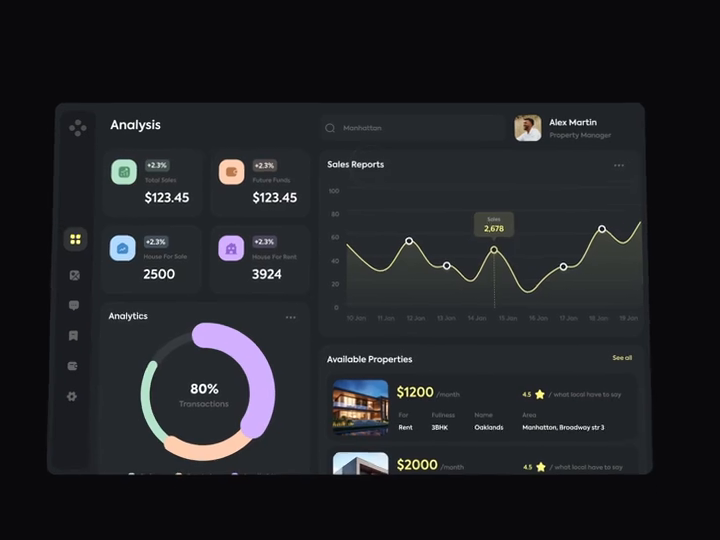 Analysis
Manhattan
Alex Martin
Property Manager
+2.3%
Total Sales
$123.45
+2.3%
Future Funds
$123.45
+2.3%
House For Sale
2500
+2.3%
House For Rent
3924
Sales Reports
100
80
60
40
20
0
Sales
2,678
10 Jan
11 Jan
12 Jan
13 Jan
14 Jan
15 Jan
16 Jan
17 Jan
18 Jan
19 Jan
Analytics
80%
Transactions
Available Properties
See all
$1200 /month
4.5 / what local have to say
For
Fullness
Name
Area
Rent
3BHK
Oaklands
Manhattan, Broadway str 3
$2000 /month
4.5 / what local have to say